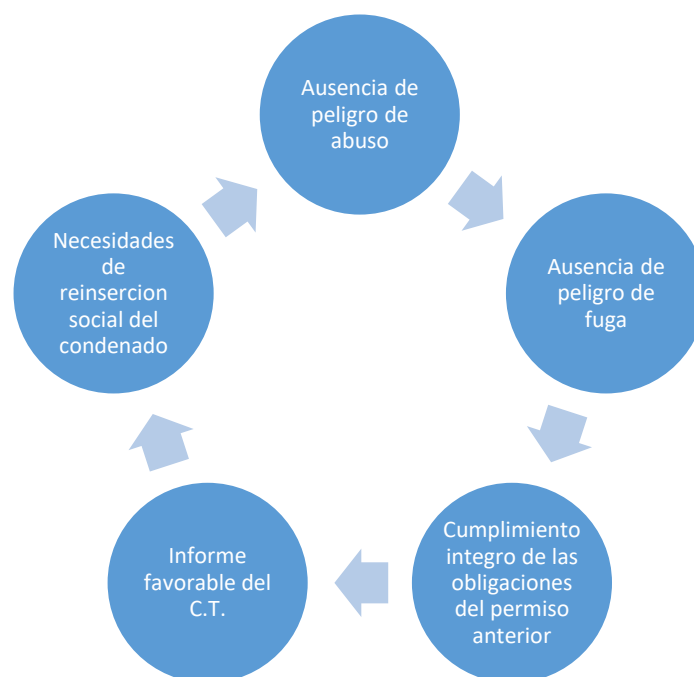 Ausencia de
peligro de
abuso
Ausencia de
peligro de
fuga
Cumplimiento
integro de las
obligaciones
del permiso
anterior
Informe
favorable del
C.T.
Necesidades
de
reinsercion
social del
condenado